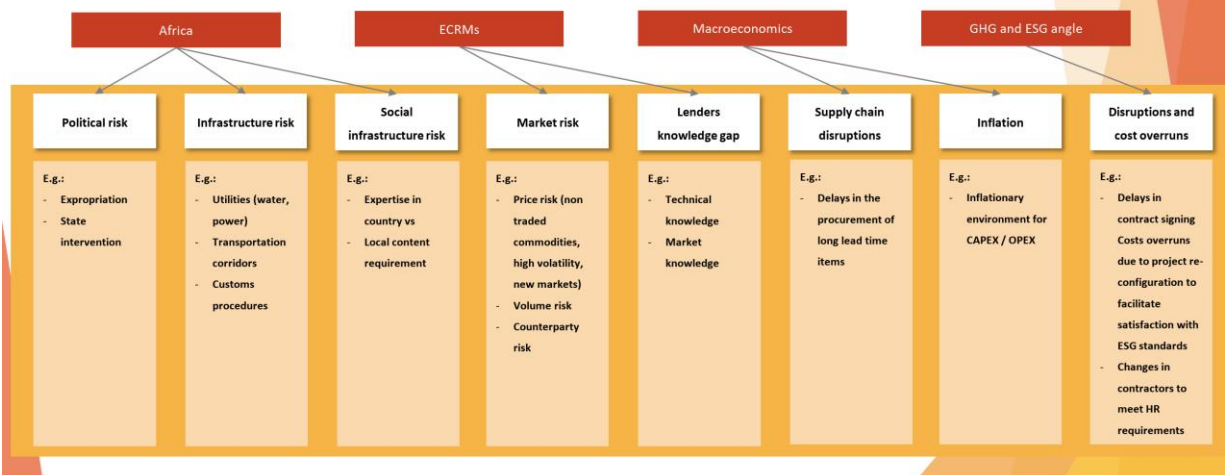 Africa
ECRMs
Macroeconomics
GHG and ESG angle
Political risk
Infrastructure risk
Social
infrastructure risk
Market risk
Lenders
knowledge gap
Supply chain
disruptions
Inflation
Disruptions and
cost overruns
E.g.:
- Expropriation
- State
intervention
E.g.:
- Utilities (water,
power)
- Transportation
corridors
- Customs
procedures
E.g.:
- Expertise in
country vs
- Local content
requirement
E.g.:
- Price risk (non
traded
commodities,
high volatility,
new markets)
- Volume risk
- Counterparty
risk
E.g.:
- Technical
knowledge
- Market
knowledge
E.g.:
- Delays in the
procurement of
long lead time
items
E.g.:
- Inflationary
environment for
CAPEX / OPEX
E.g.:
- Delays in
contract signing
Costs overruns
due to project re-
configuration to
facilitate
satisfaction with
ESG standards
- Changes in
contractors to
meet HR
requirements